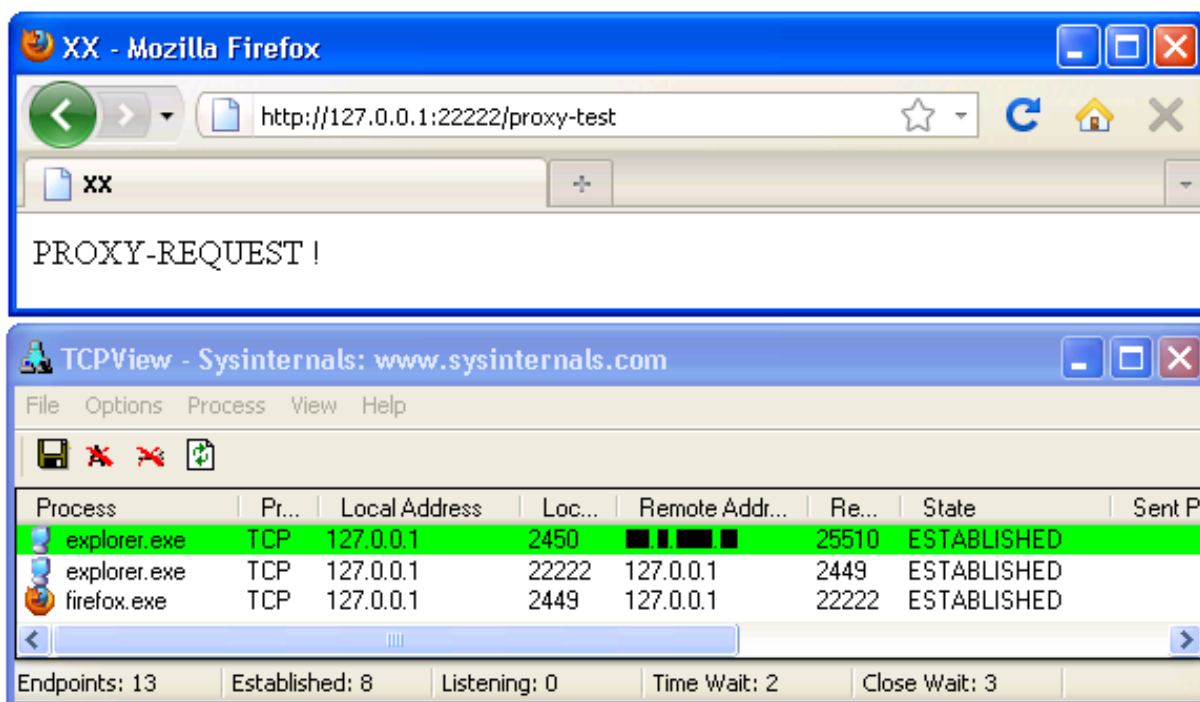 XX - Mozilla Firefox
http://127.0.0.1:22222/proxy-test
XX
PROXY-REQUEST !
TCPView - Sysinternals: www.sysinternals.com
File Options Process View Help
A
Process Pr... Local Address Loc... Remote Addr... Re... State Sent P
explorer.exe TCP 127.0.0.1 2450 25510 ESTABLISHED
explorer.exe TCP 127.0.0.1 22222 127.0.0.1 2449 ESTABLISHED
firefox.exe TCP 127.0.0.1 2449 127.0.0.1 22222 ESTABLISHED
Endpoints: 13 Established: 8 Listening: 0 Time Wait: 2 Close Wait: 3